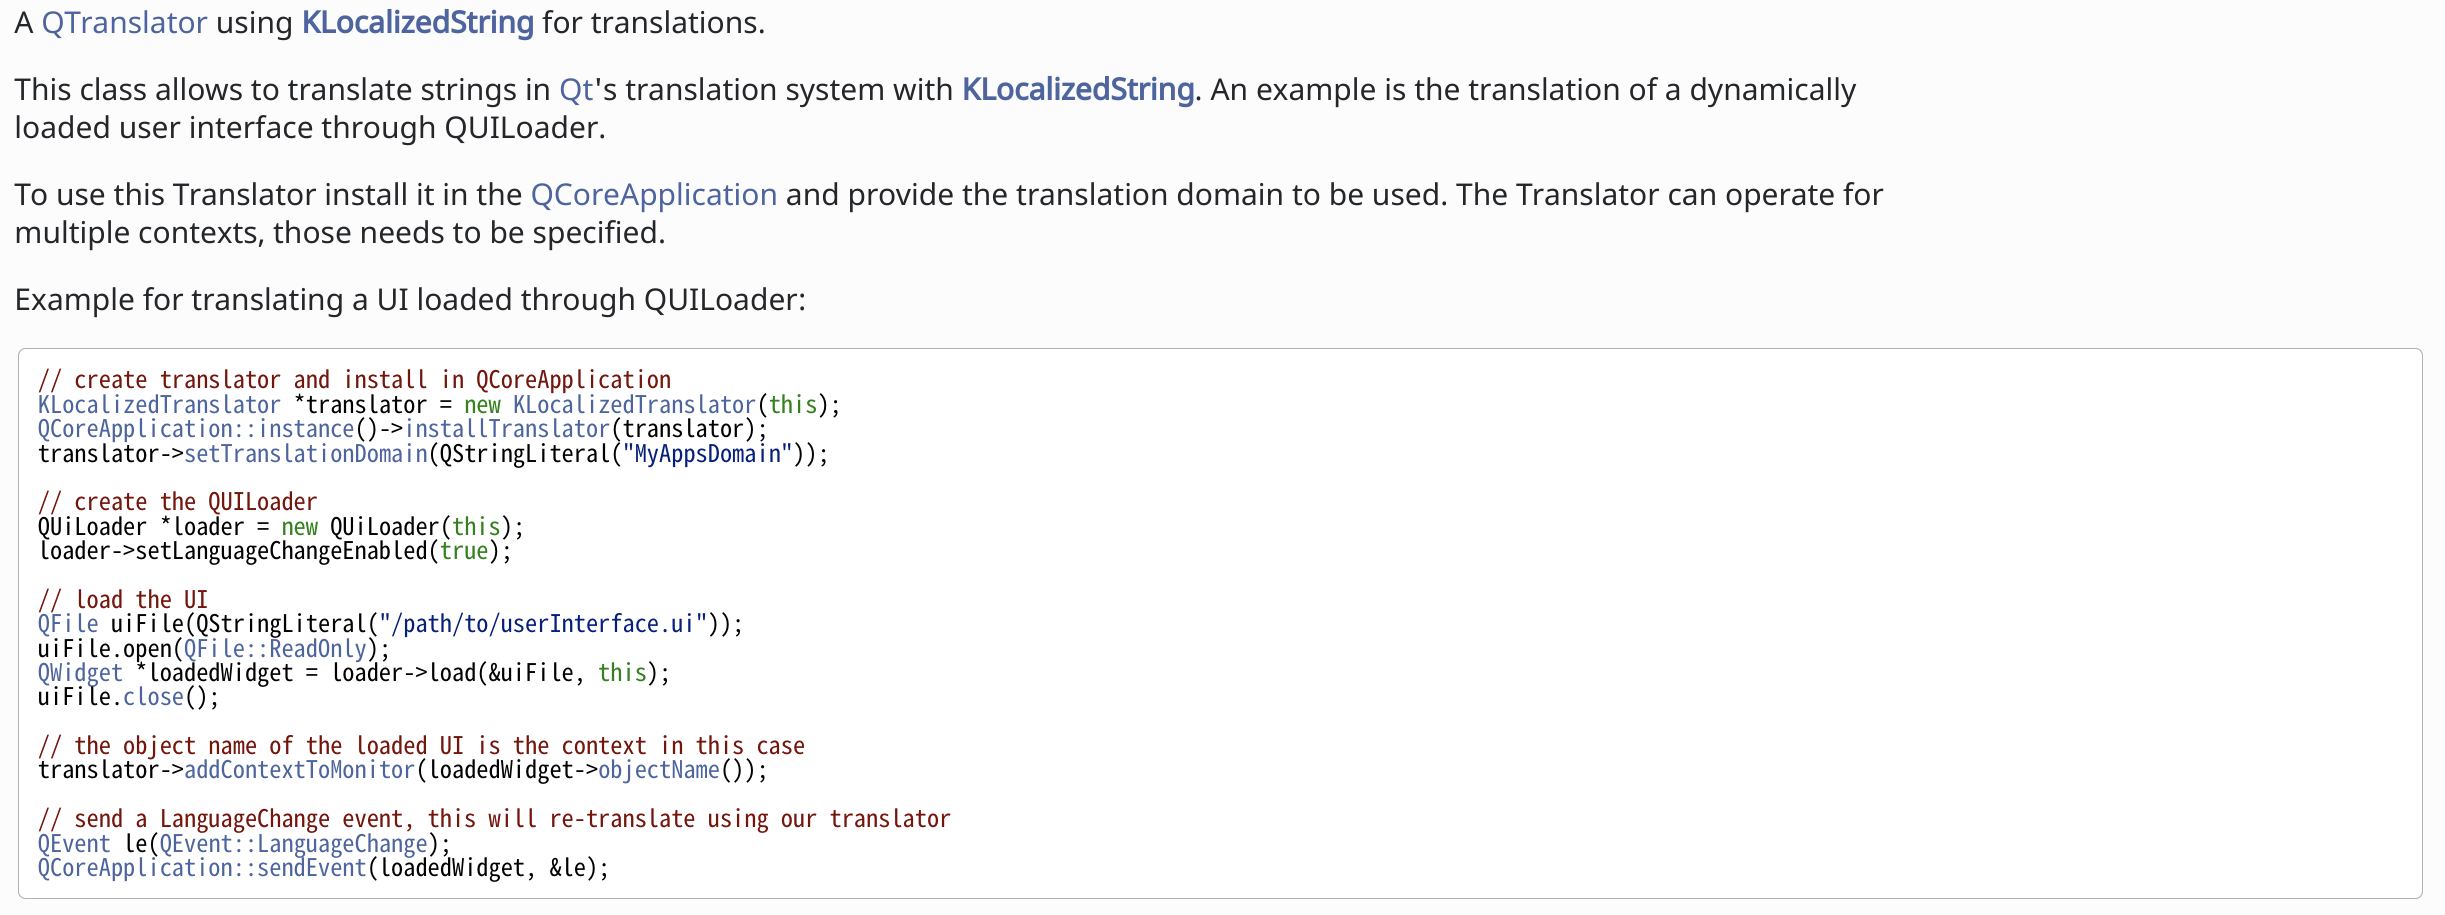 A QTranslator using KLocalizedString for translations.
This class allows to translate strings in Qt's translation system with KLocalizedString. An example is the translation of a dynamically
loaded user interface through QUILoader.
To use this Translator install it in the QCoreApplication and provide the translation domain to be used. The Translator can operate for
multiple contexts, those needs to be specified.
Example for translating a UI loaded through QUILoader:
// create translator and install in QCoreApplication
KLocalizedTranslator *translator = new KLocalizedTranslator(this);
QCoreApplication::instance()->installTranslator(translator);
translator->setTranslationDomain(QStringLiteral("MyAppsDomain"));
// create the QUILoader
QUiLoader *loader = new QUiLoader(this);
loader->setLanguageChangeEnabled(true);
// load the UI
QFile uiFile(QStringLiteral("/path/to/userInterface.ui"));
uiFile.open(QFile::ReadOnly);
QWidget *loadedWidget = loader->load(&uiFile, this);
uiFile.close();
// the object name of the loaded UI is the context in this case
translator->addContextToMonitor(loadedWidget->objectName());
// send a LanguageChange event, this will re-translate using our translator
QEvent le(QEvent::LanguageChange);
QCoreApplication::sendEvent(loadedWidget, &le);